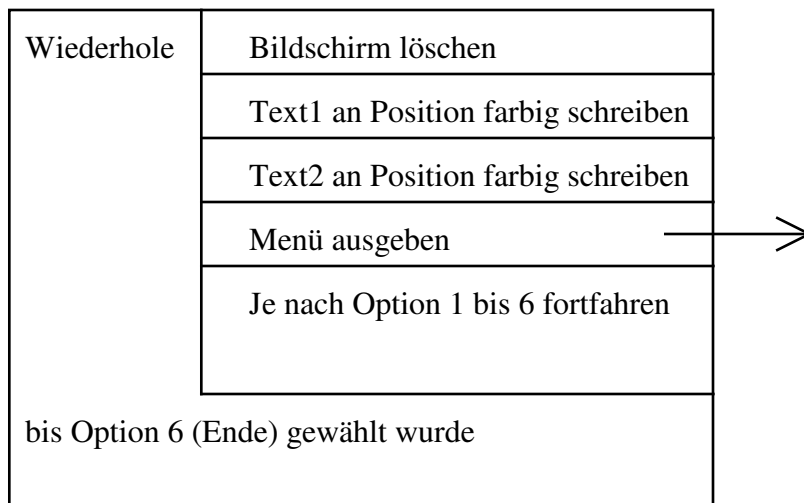 Wiederhole
Bildschirm löschen
Text1 an Position farbig schreiben
Text2 an Position farbig schreiben
Menü ausgeben
Je nach Option 1 bis 6 fortfahren
bis Option 6 (Ende) gewählt wurde